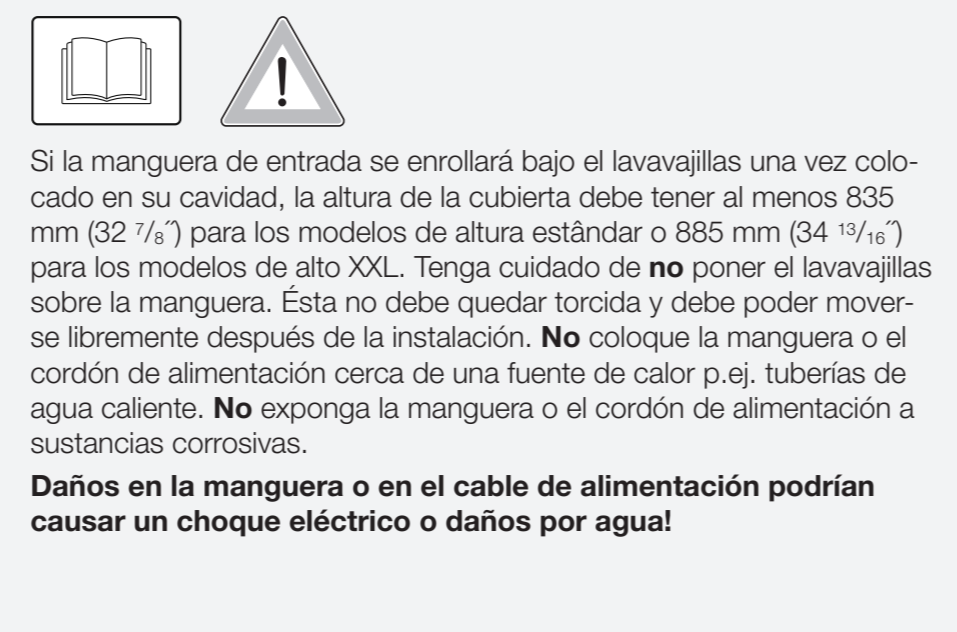 Si la manguera de entrada se enrollará bajo el lavavajillas una vez colo-
cado en su cavidad, la altura de la cubierta debe tener al menos 835
mm (32 7/8˝) para los modelos de altura estândar o 885 mm (34 13/16˝)
para los modelos de alto XXL. Tenga cuidado de no poner el lavavajillas
sobre la manguera. Ésta no debe quedar torcida y debe poder mover-
se libremente después de la instalación. No coloque la manguera o el
cordón de alimentación cerca de una fuente de calor p.ej. tuberías de
agua caliente. No exponga la manguera o el cordón de alimentación a
sustancias corrosivas.
Daños en la manguera o en el cable de alimentación podrían
causar un choque eléctrico o daños por agua!